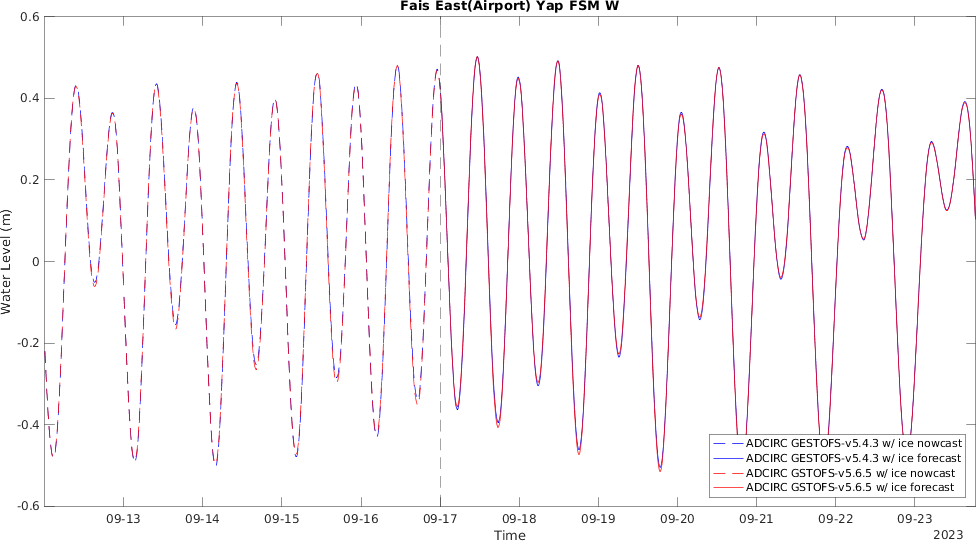 Fais East(Airport) Yap FSM W
0.6
0.4
0.2
0
-0.2
-0.4
-0.6
Water Level (m)
ADCIRC GESTOFS-v5.4.3 w/ ice nowcast
ADCIRC GESTOFS-v5.4.3 w/ ice forecast
ADCIRC GSTOFS-v5.6.5 w/ ice nowcast
ADCIRC GSTOFS-v5.6.5 w/ ice forecast
09-13 09-14 09-15 09-16 09-17 09-18 09-19 09-20 09-21 09-22 09-23
Time
2023